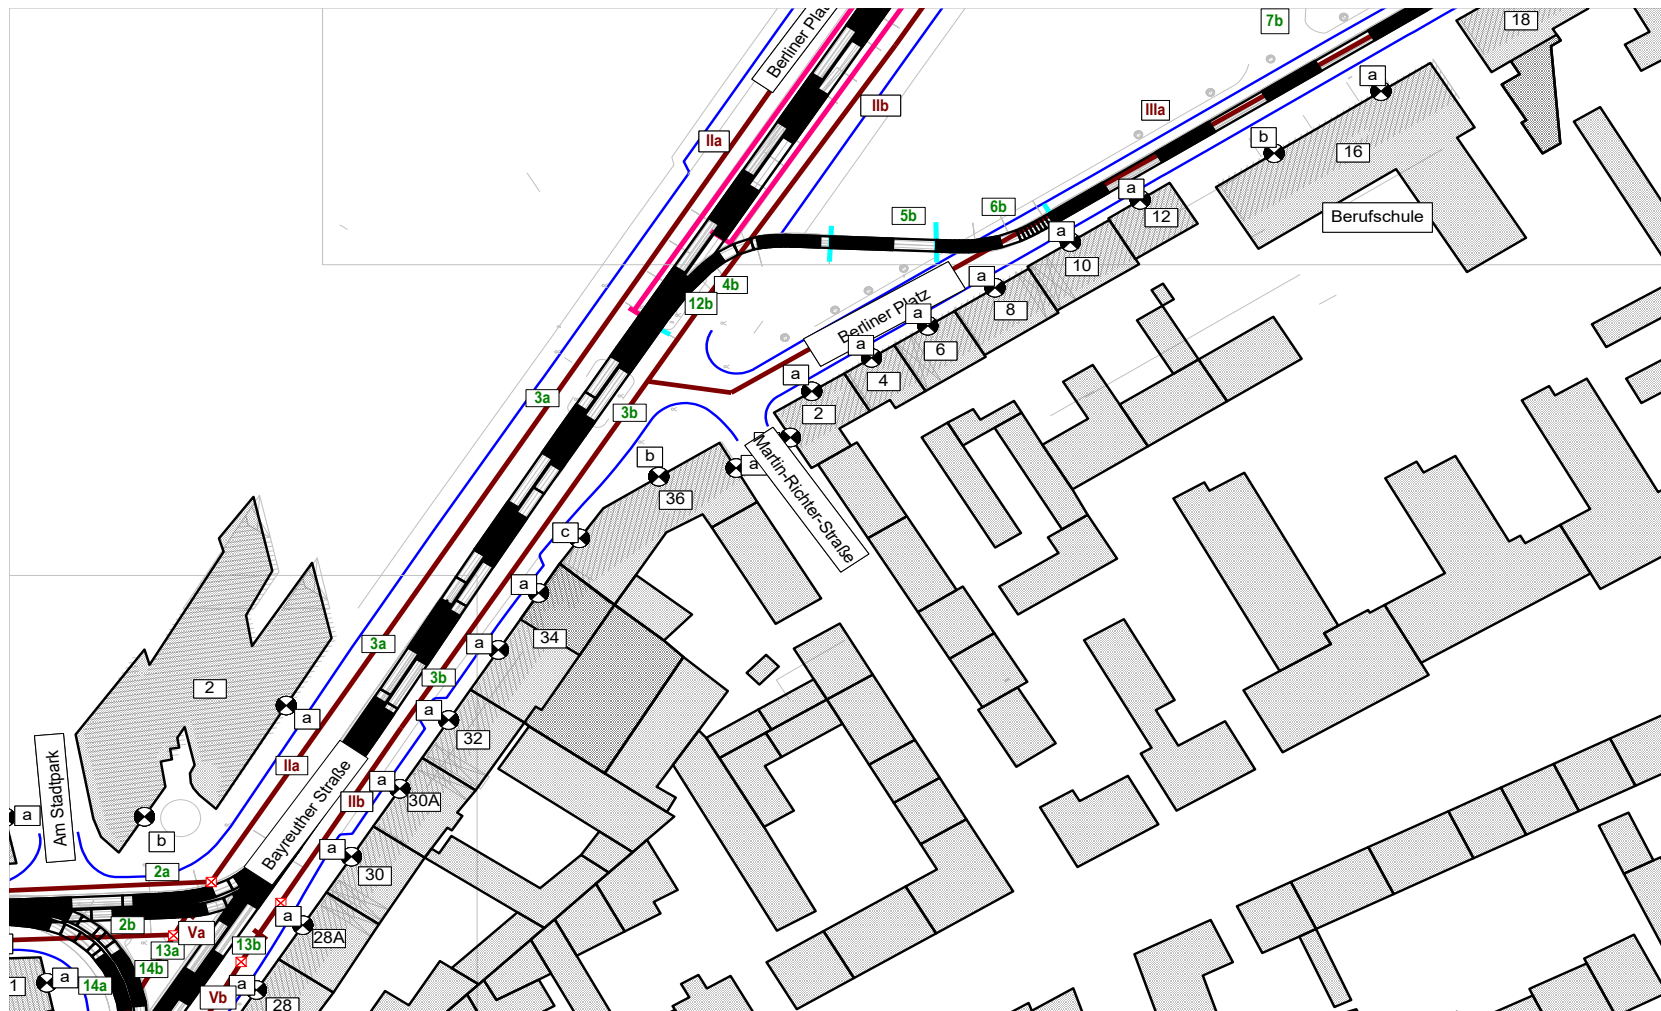 Berliner Platz
7b
18
a
IIb
IIIa
IIa
b
16
a
5b
6b
12
Berufschule
a
10
4b
12b
a
8
Berliner Platz
a
6
a
4
3a
a
3b
2
b
a
36
Martin-Richter-Straße
c
a
34
3a
a
3b
2
a
a
32
IIa
Am Stadtpark
Bayreuther Straße
a
IIb
30A
a
b
a
30
2a
a
2b
Va
28A
13a
13b
14b
a
14a
a
1
Vb
28